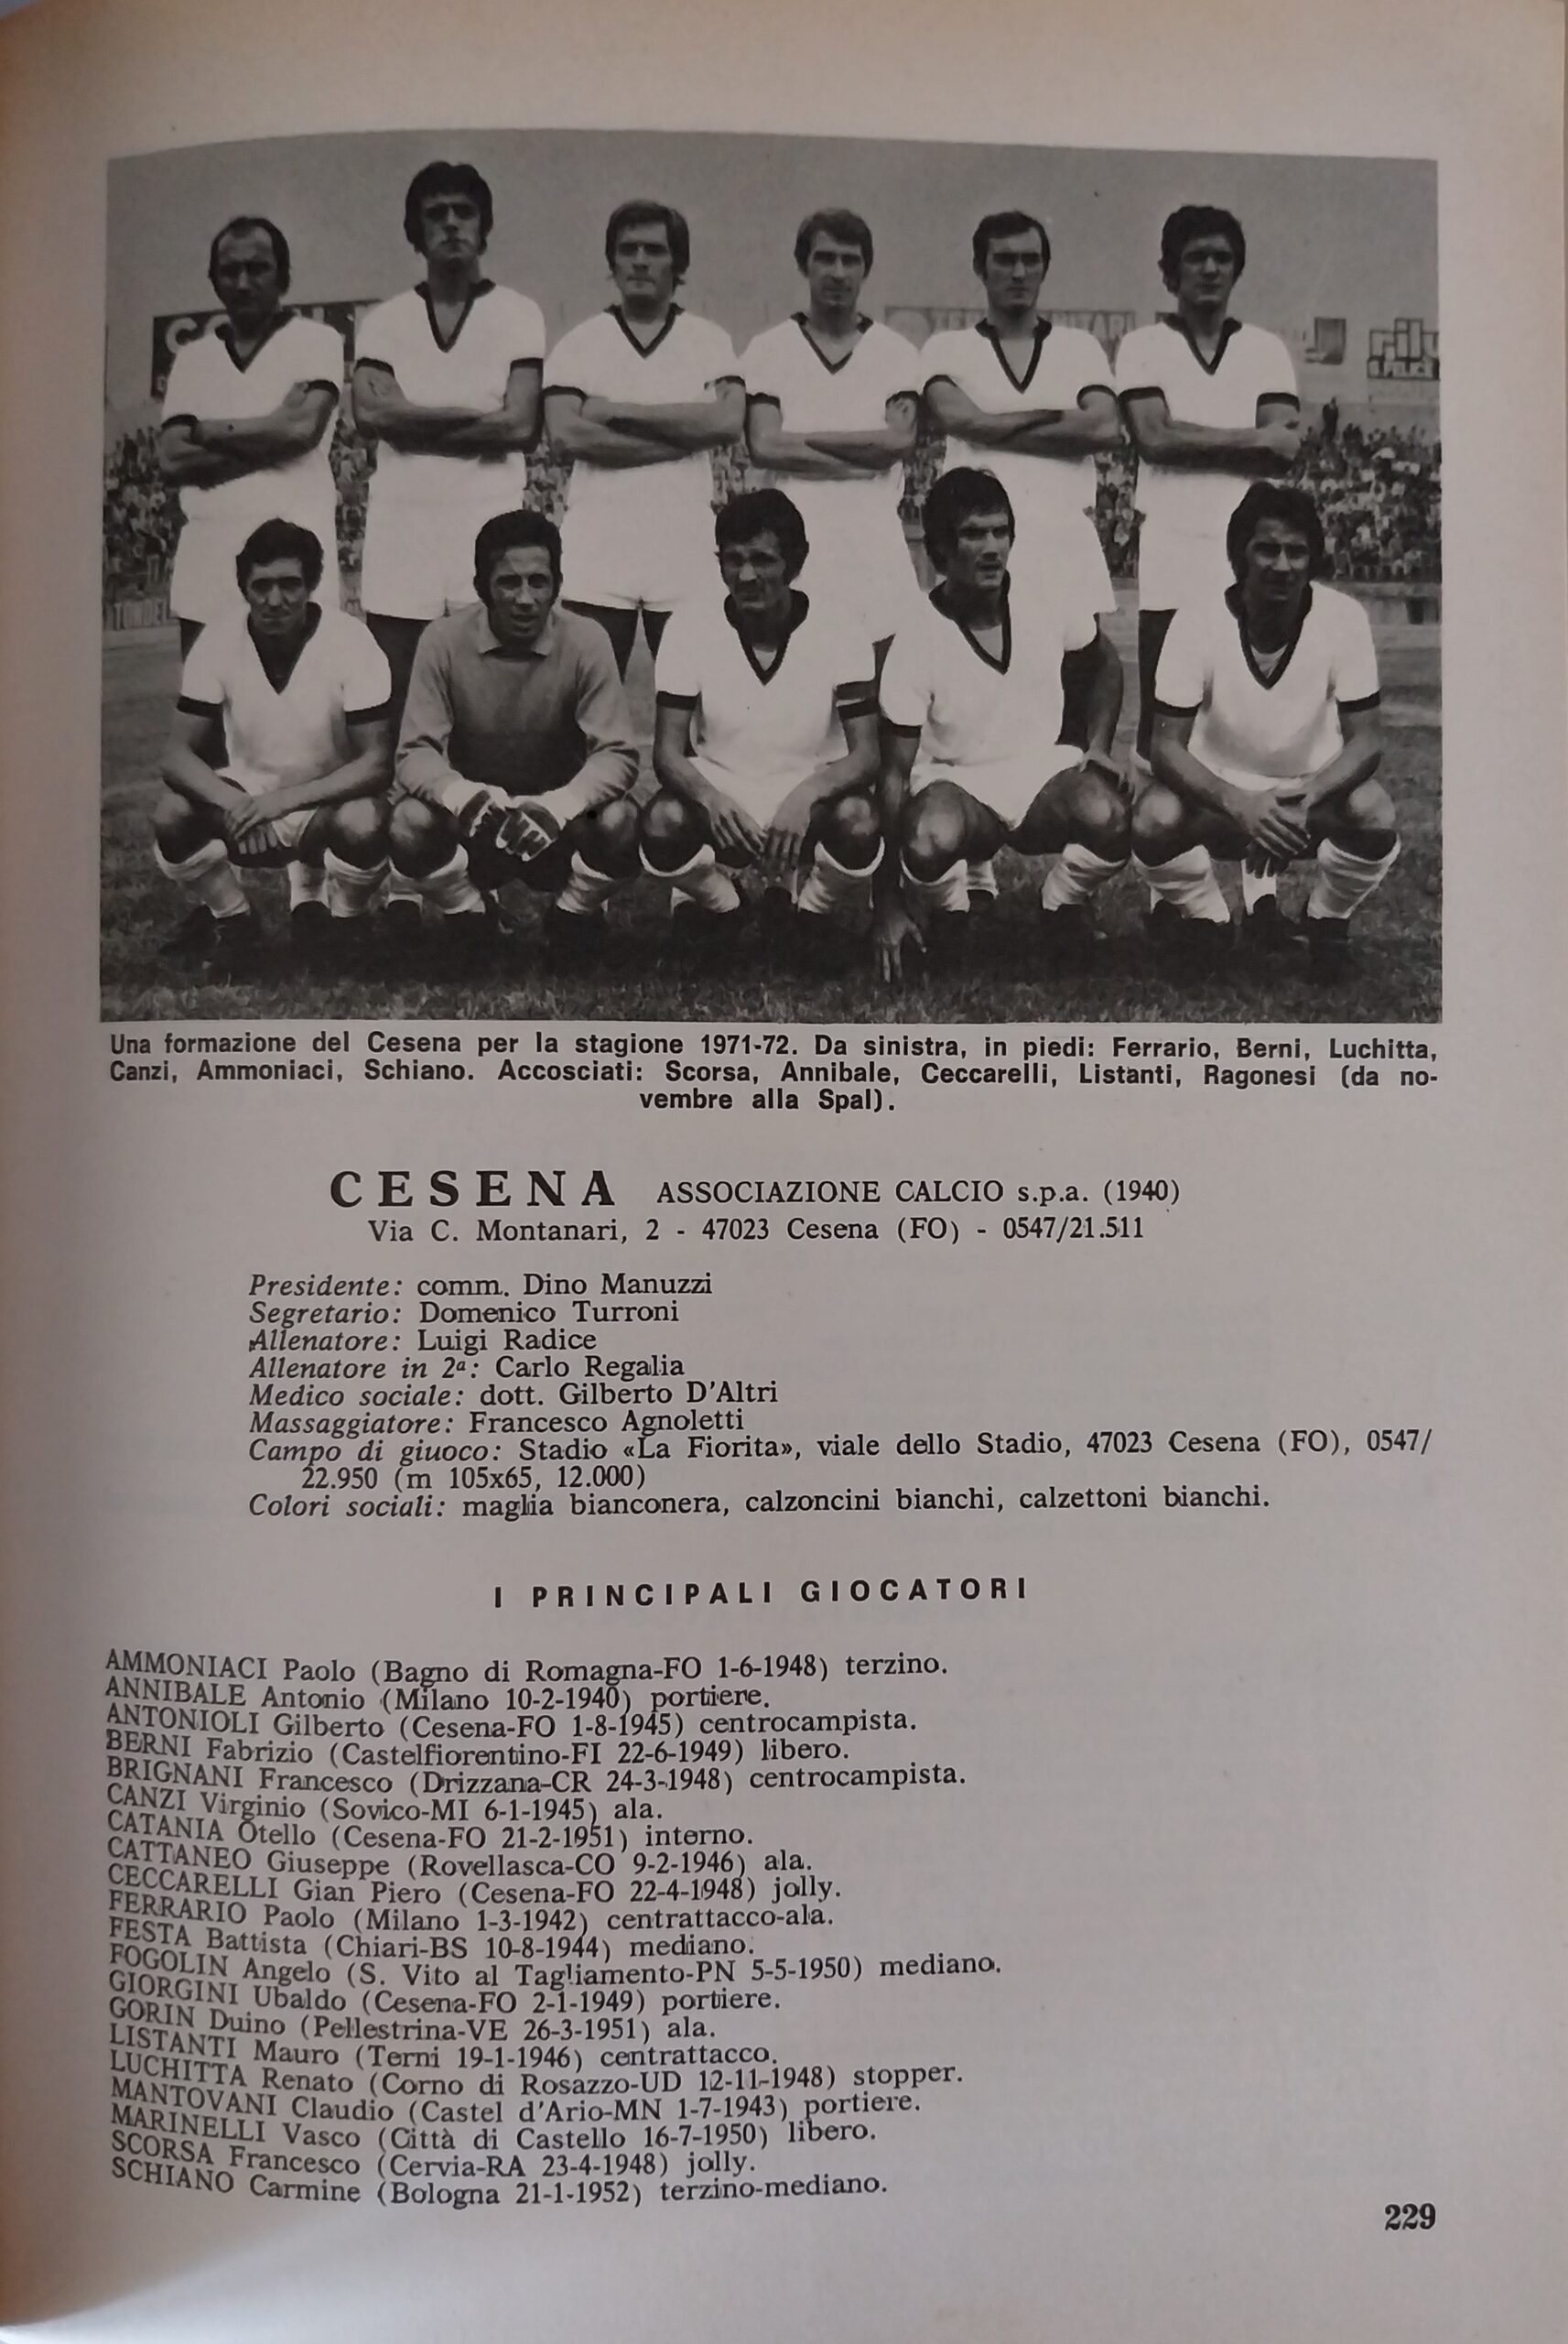 TONDEL
rily
S. FELICE
Una formazione del Cesena per la stagione 1971-72. Da sinistra, in piedi: Ferrario, Berni, Luchitta,
Canzi, Ammoniaci, Schiano. Accosciati: Scorsa, Annibale, Ceccarelli, Listanti, Ragonesi (da no-
vembre alla Spal).
CESENA ASSOCIAZIONE CALCIO s.p.a. (1940)
Via C. Montanari, 2 - 47023 Cesena (FO) - 0547/21.511
Presidente: comm. Dino Manuzzi
Segretario: Domenico Turroni
Allenatore: Luigi Radice
Allenatore in 2ª: Carlo Regalia
Medico sociale: dott. Gilberto D'Altri
Massaggiatore: Francesco Agnoletti
Campo di giuoco: Stadio «La Fiorita», viale dello Stadio, 47023 Cesena (FO), 0547/
22.950 (m 105x65, 12.000)
Colori sociali: maglia bianconera, calzoncini bianchi, calzettoni bianchi.
I PRINCIPALI GIOCATORI
AMMONIACI Paolo (Bagno di Romagna-FO 1-6-1948) terzino.
ANNIBALE Antonio (Milano 10-2-1940) portiere.
ANTONIOLI Gilberto (Cesena-FO 1-8-1945) centrocampista.
BERNI Fabrizio (Castelfiorentino-FI 22-6-1949) libero.
BRIGNANI Francesco (Drizzana-CR 24-3-1948) centrocampista.
CANZI Virginio (Sovico-MI 6-1-1945) ala.
CATANIA Otello (Cesena-FO 21-2-1951) interno.
CATTANEO Giuseppe (Rovellasca-CO 9-2-1946) ala.
CECCARELLI Gian Piero (Cesena-FO 22-4-1948) jolly.
FERRARIO Paolo (Milano 1-3-1942) centrattacco-ala.
FESTA Battista (Chiari-BS 10-8-1944) mediano.
FOGOLIN Angelo (S. Vito al Tagliamento-PN 5-5-1950) mediano.
GIORGINI Ubaldo (Cesena-FO 2-1-1949) portiere.
GORIN Duino (Pellestrina-VE 26-3-1951) ala.
LISTANTI Mauro (Terni 19-1-1946) centrattacco.
LUCHITTA Renato (Corno di Rosazzo-UD 12-11-1948) stopper.
MANTOVANI Claudio (Castel d'Ario-MN 1-7-1943) portiere.
MARINELLI Vasco (Città di Castello 16-7-1950) libero.
SCORSA Francesco (Cervia-RA 23-4-1948) jolly.
SCHIANO Carmine (Bologna 21-1-1952) terzino-mediano.
229